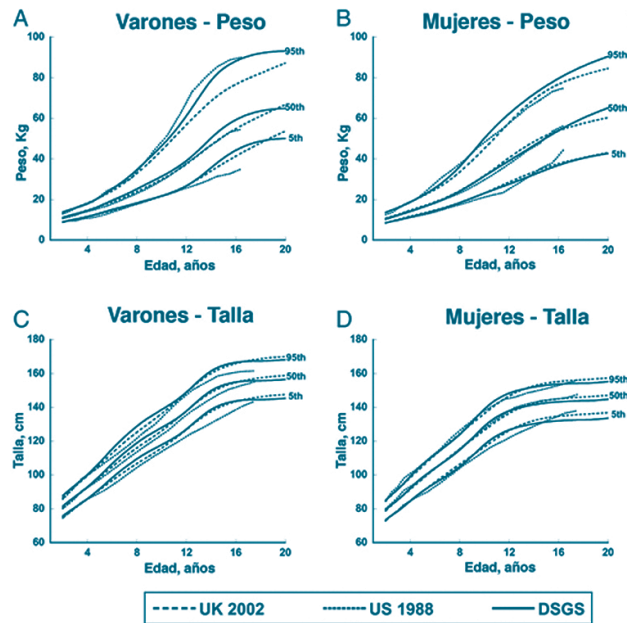 A Varones - Peso
100
80
60
40
20
0
Peso, Kg
95th
50th
5th
4 8 12 16 20
Edad, años
B Mujeres - Peso
100
80
60
40
20
0
Peso, Kg
95th
50th
5th
4 8 12 16 20
Edad, años
C Varones - Talla
180
160
140
120
100
80
60
Talla, cm
95th
50th
5th
4 8 12 16 20
Edad, años
D Mujeres - Talla
180
160
140
120
100
80
60
Talla, cm
95th
50th
5th
4 8 12 16 20
Edad, años
UK 2002 US 1988 DSGS